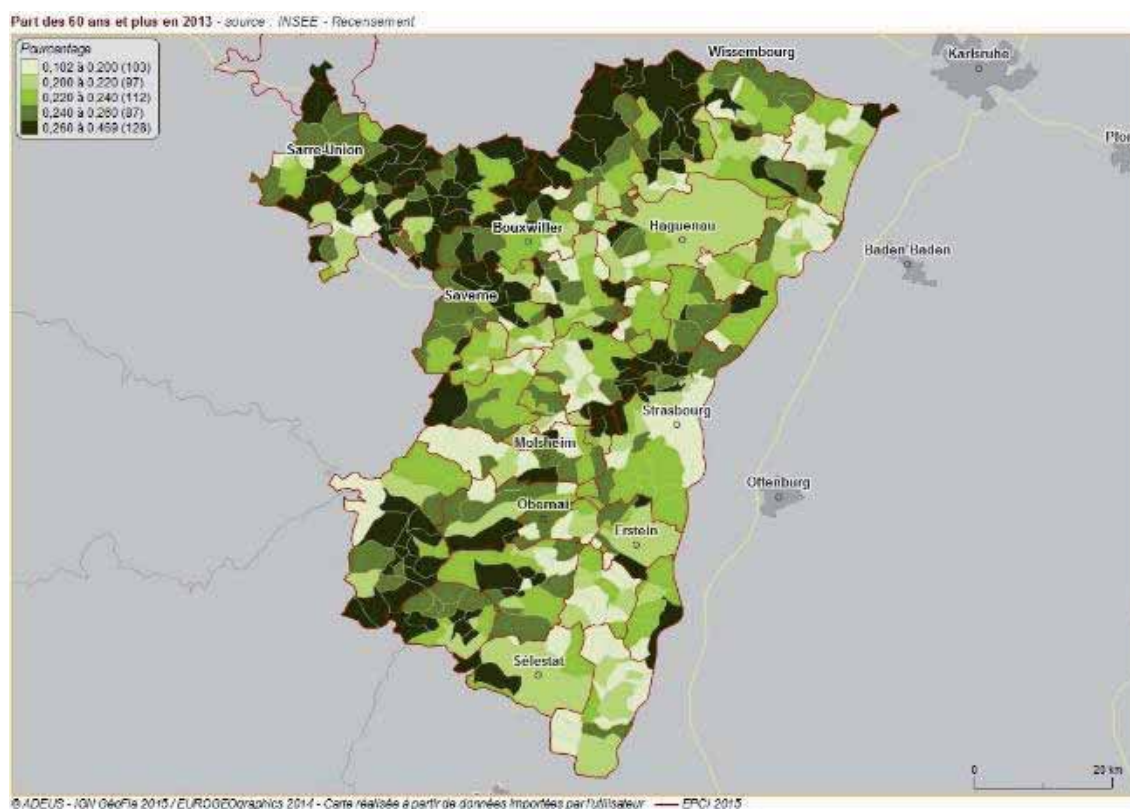 Part des 60 ans et plus en 2013 - source : INSEE - Recensement
Pourcentage
0,102 à 0.200 (103)
0,200 à 0.220 (97)
0,220 à 0.240 (112)
0,240 à 0.260 (87)
0,260 à 0.469 (128)
Wissembourg
Karlsruhe
Sarre-Union
Bouxwiller
Haguenau
Baden Baden
Saverne
Strasbourg
Molsheim
Offenburg
Obernai
Erstein
Sélestat
0 20 km
© ADEUS - IGN GéoFla 2015 / EUROGEOgraphics 2014 - Carte réalisée à partir de données importées par l'utilisateur EPCI 2015